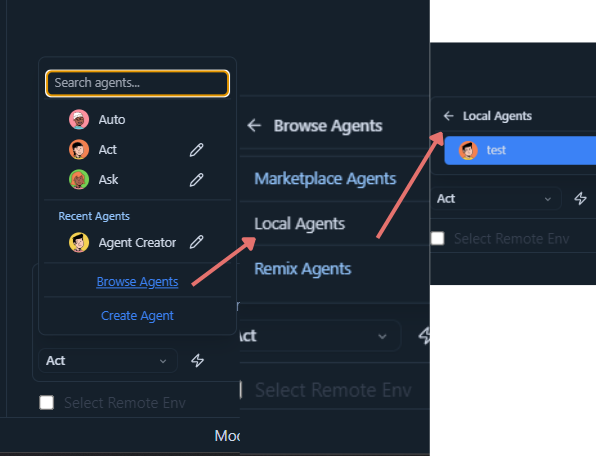 Search agents...
Auto
Act
Ask
Recent Agents
Agent Creator
Browse Agents
Create Agent
Act
Select Remote Env
Moc
Browse Agents
Marketplace Agents
Local Agents
Remix Agents
Act
Select Remote Env
Local Agents
test
Act
Select Remote Env